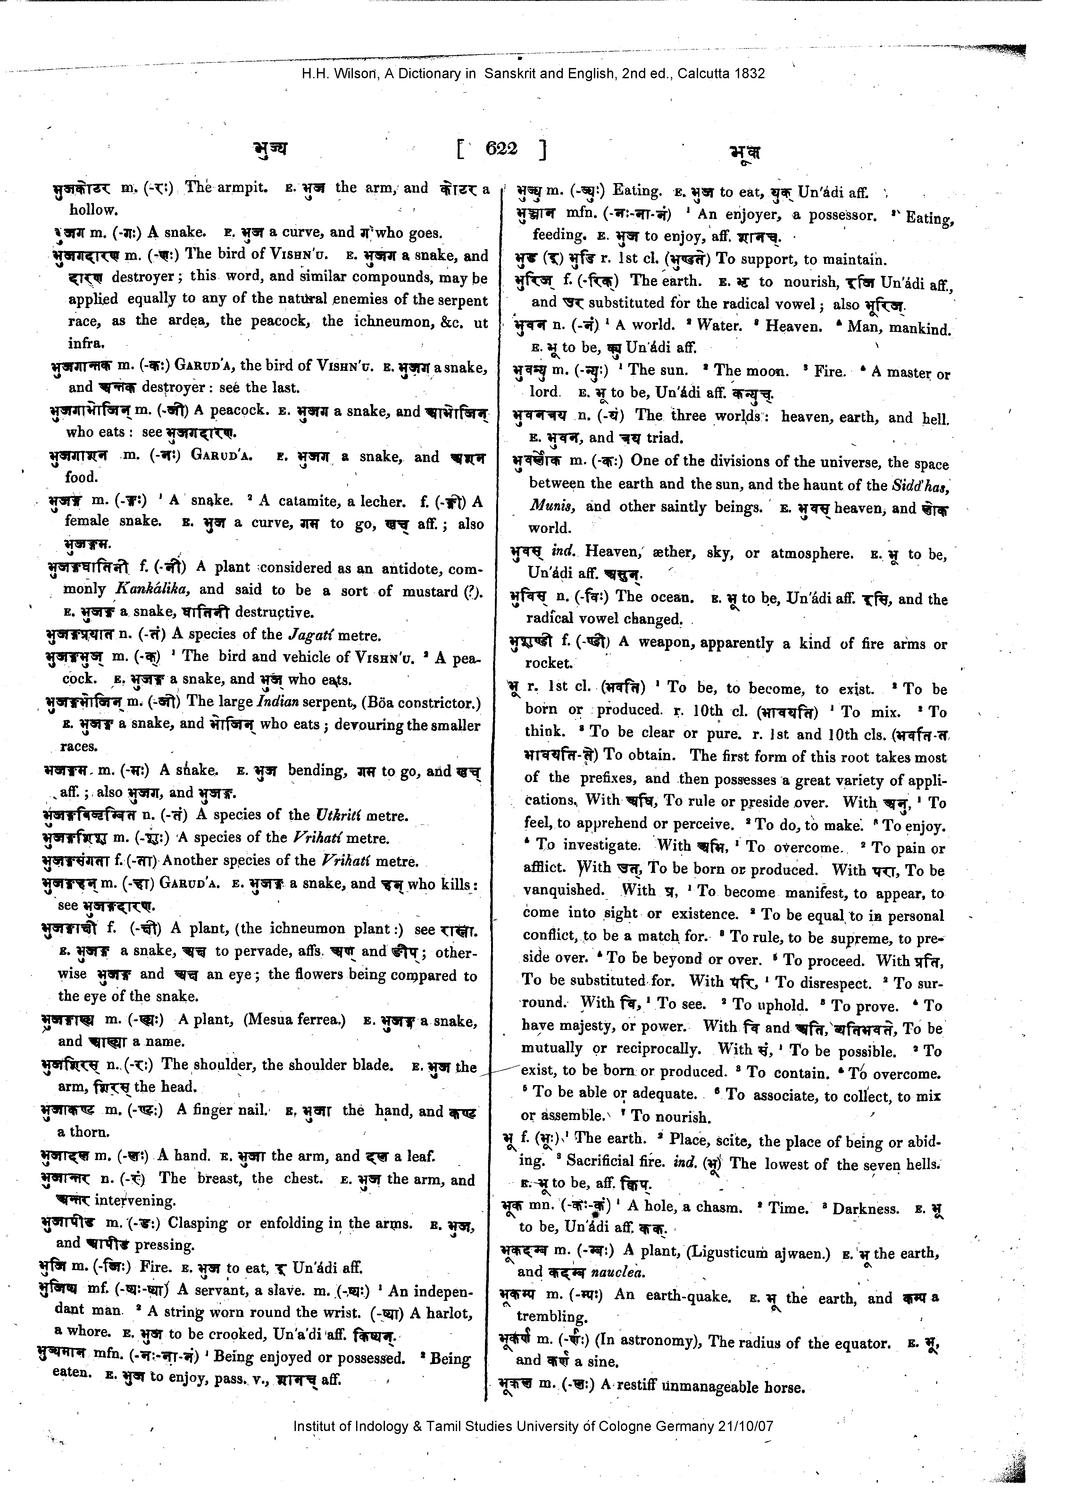 H.H. Wilson, A Dictionary in Sanskrit and English, 2nd ed., Calcutta 1832
भुज्य [ 622 ] भूक
भुजकोटर m. (-रः) The armpit. E. भुज the arm, and कोटर a
hollow.
भुजग m. (-गः) A snake. E. भुज a curve, and ग who goes.
भुजगदारण m. (-णः) The bird of VISHN'U. E. भुजग a snake, and
दारण destroyer; this word, and similar compounds, may be
applied equally to any of the natural enemies of the serpent
race, as the ardea, the peacock, the ichneumon, &c. ut
infra.
भुजगान्तक m. (-कः) GARUD'A, the bird of VISHN'U. E. भुजग a snake,
and अन्तक destroyer: see the last.
भुजगाभोजिन् m. (-जी) A peacock. E. भुजग a snake, and आभोजिन्
who eats: see भुजगदारण.
भुजगाशन m. (-नः) GARUD'A. E. भुजग a snake, and अशन
food.
भुजङ्ग m. (-ङ्गः) ¹ A snake. ² A catamite, a lecher. f. (-ङ्गी) A
female snake. E. भुज a curve, गम to go, खच् aff.; also
भुजङ्गम.
भुजङ्गघातिनी f. (-नी) A plant considered as an antidote, com-
monly Kankálika, and said to be a sort of mustard (?).
E. भुजङ्ग a snake, घातिनी destructive.
भुजङ्गप्रयात n. (-तं) A species of the Jagatí metre.
भुजङ्गभुज् m. (-क्) ¹ The bird and vehicle of VISHN'U. ² A pea-
cock. E. भुजङ्ग a snake, and भुज् who eats.
भुजङ्गभोजिन् m. (-जी) The large Indian serpent, (Böa constrictor.)
E. भुजङ्ग a snake, and भोजिन् who eats; devouring the smaller
races.
भुजङ्गम m. (-मः) A snake. E. भुज bending, गम to go, and खच्
aff.; also भुजग, and भुजङ्ग.
भुजङ्गविजृम्भित n. (-तं) A species of the Utkriti metre.
भुजङ्गशिशु m. (-शुः) A species of the Vrihatí metre.
भुजङ्गसंगता f. (-ता) Another species of the Vrihatí metre.
भुजङ्गहन् m. (-हा) GARUD'A. E. भुजङ्ग a snake, and हन् who kills:
see भुजङ्गदारण.
भुजङ्गाक्षी f. (-क्षी) A plant, (the ichneumon plant:) see रास्ना.
E. भुजङ्ग a snake, अक्ष to pervade, affs. अण् and ङीप्; other-
wise भुजङ्ग and अक्ष an eye; the flowers being compared to
the eye of the snake.
भुजङ्गाख्य m. (-ख्यः) A plant, (Mesua ferrea.) E. भुजङ्ग a snake,
and आख्या a name.
भुजशिरस् n. (-रः) The shoulder, the shoulder blade. E. भुज the
arm, शिरस् the head.
भुजाकण्ट m. (-ण्टः) A finger nail. E. भुजा the hand, and कण्ट
a thorn.
भुजादल m. (-लः) A hand. E. भुजा the arm, and दल a leaf.
भुजान्तर n. (-रं) The breast, the chest. E. भुज the arm, and
अन्तर intervening.
भुजापीड m. (-डः) Clasping or enfolding in the arms. E. भुज,
and आपीड pressing.
भुजि m. (-जिः) Fire. E. भुज to eat, इ Un'ádi aff.
भुजिष्य mf. (-ष्यः-ष्या) A servant, a slave. m. (-ष्यः) ¹ An indepen-
dant man. ² A string worn round the wrist. (-ष्या) A harlot,
a whore. E. भुज to be crooked, Un'a'di aff. किष्यन्.
भुज्यमान mfn. (-नः-ना-नं) ¹ Being enjoyed or possessed. ² Being
eaten. E. भुज to enjoy, pass. v., शानच् aff.
भुज्यु m. (-ज्युः) Eating. E. भुज to eat, युक् Un'ádi aff.
भुञ्जान mfn. (-नः-ना-नं) ¹ An enjoyer, a possessor. ² Eating,
feeding. E. भुज to enjoy, aff. शानच्.
भुड (इ) भुडि r. 1st cl. (भुण्डते) To support, to maintain.
भुरिज् f. (-रिक्) The earth. E. भृ to nourish, इजि Un'ádi aff.,
and उर substituted for the radical vowel; also भूरिज्.
भुवन n. (-नं) ¹ A world. ² Water. ³ Heaven. ⁴ Man, mankind.
E. भू to be, क्यु Un'ádi aff.
भुवन्यु m. (-न्युः) ¹ The sun. ² The moon. ³ Fire. ⁴ A master or
lord. E. भू to be, Un'ádi aff. कन्युच्.
भुवनत्रय n. (-यं) The three worlds: heaven, earth, and hell.
E. भुवन, and त्रय triad.
भुवर्लोक m. (-कः) One of the divisions of the universe, the space
between the earth and the sun, and the haunt of the Sidd'has,
Munis, and other saintly beings. E. भुवस् heaven, and लोक
world.
भुवस् ind. Heaven, æther, sky, or atmosphere. E. भू to be,
Un'ádi aff. असुन्.
भुविस् n. (-विः) The ocean. E. भू to be, Un'ádi aff. इसि, and the
radical vowel changed.
भुशुण्डी f. (-ण्डी) A weapon, apparently a kind of fire arms or
rocket.
भू r. 1st cl. (भवति) ¹ To be, to become, to exist. ² To be
born or produced. r. 10th cl. (भावयति) ¹ To mix. ² To
think. ³ To be clear or pure. r. 1st and 10th cls. (भवति-ते
भावयति-ते) To obtain. The first form of this root takes most
of the prefixes, and then possesses a great variety of appli-
cations. With अधि, To rule or preside over. With अनु, ¹ To
feel, to apprehend or perceive. ² To do, to make. ³ To enjoy.
⁴ To investigate. With अभि, ¹ To overcome. ² To pain or
afflict. With उत्, To be born or produced. With परा, To be
vanquished. With प्र, ¹ To become manifest, to appear, to
come into sight or existence. ² To be equal to in personal
conflict, to be a match for. ³ To rule, to be supreme, to pre-
side over. ⁴ To be beyond or over. ⁵ To proceed. With प्रति,
To be substituted for. With परि, ¹ To disrespect. ² To sur-
round. With वि, ¹ To see. ² To uphold. ³ To prove. ⁴ To
have majesty, or power. With वि and अति, व्यतिभवते, To be
mutually or reciprocally. With सं, ¹ To be possible. ² To
exist, to be born or produced. ³ To contain. ⁴ To overcome.
⁵ To be able or adequate. ⁶ To associate, to collect, to mix
or assemble. ⁷ To nourish.
भू f. (भूः) ¹ The earth. ² Place, scite, the place of being or abid-
ing. ³ Sacrificial fire. ind. (भू) The lowest of the seven hells.
E. भू to be, aff. क्विप्.
भूक mn. (-कः-कं) ¹ A hole, a chasm. ² Time. ³ Darkness. E. भू
to be, Un'ádi aff. कक्.
भूकदम्ब m. (-म्बः) A plant, (Ligusticum ajwaen.) E. भू the earth,
and कदम्ब nauclea.
भूकम्प m. (-म्पः) An earth-quake. E. भू the earth, and कम्प a
trembling.
भूकर्ण m. (-र्णः) (In astronomy), The radius of the equator. E. भू,
and कर्ण a sine.
भूकल m. (-लः) A restiff unmanageable horse.
Institut of Indology & Tamil Studies University of Cologne Germany 21/10/07